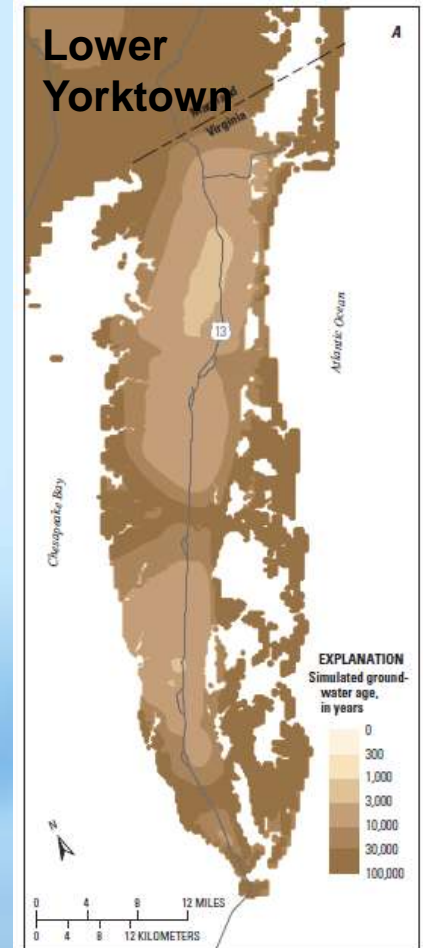 Lower
Yorktown
A
Maryland
Virginia
13
Atlantic Ocean
Chesapeake Bay
EXPLANATION
Simulated ground-
water age,
in years
0
300
1,000
3,000
10,000
30,000
100,000
N
0 4 8 12 MILES
0 4 8 12 KILOMETERS